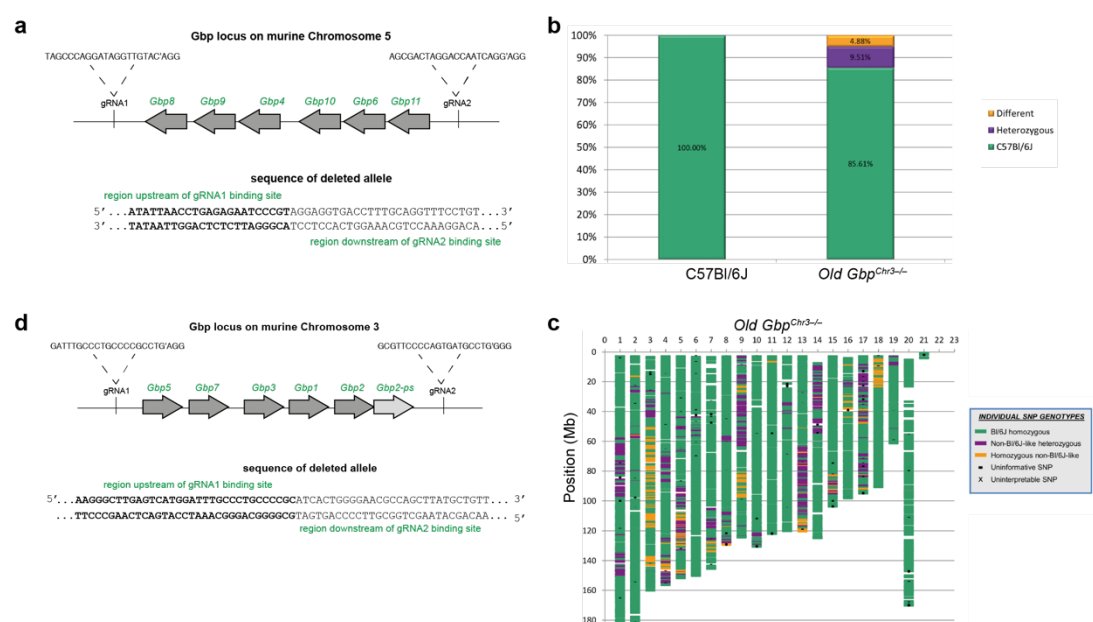 a
Gbp locus on murine Chromosome 5
TAGCCCAGGATAGGTTGTAC'AGG
AGCGACTAGGACCAATCAGG'AGG
gRNA1
Gbp8
Gbp9
Gbp4
Gbp10
Gbp6
Gbp11
gRNA2
sequence of deleted allele
region upstream of gRNA1 binding site
5' ...ATATTAACCTGAGAGAATCCCGTAGGAGGTGACCTTTGCAGGTTTCCTGT...3'
3' ...TATAATTGGACTCTCTTAGGGCATCCTCCACTGGAAACGTCCAAAGGACA...5'
region downstream of gRNA2 binding site
b
100%
90%
80%
70%
60%
50%
40%
30%
20%
10%
0%
100.00%
4.88%
9.51%
85.61%
C57Bl/6J
Old Gbp^Chr3–/–
Different
Heterozygous
C57Bl/6J
d
Gbp locus on murine Chromosome 3
GATTTGCCCTGCCCCGCCTG'AGG
GCGTTCCCCAGTGATGCCTG'GGG
gRNA1
Gbp5
Gbp7
Gbp3
Gbp1
Gbp2
Gbp2-ps
gRNA2
sequence of deleted allele
region upstream of gRNA1 binding site
5' ...AAGGGCTTGAGTCATGGATTTGCCCTGCCCCGCATCACTGGGGAACGCCAGCTTATGCTGTT... 3'
3' ...TTCCCGAACTCAGTACCTAAACGGGACGGGGCGTAGTGACCCCTTGCGGTCGAATACGACAA... 5'
region downstream of gRNA2 binding site
c
Old Gbp^Chr3–/–
0 1 2 3 4 5 6 7 8 9 10 11 12 13 14 15 16 17 18 19 20 21 22 23
Position (Mb)
0
20
40
60
80
100
120
140
160
180
INDIVIDUAL SNP GENOTYPES
Bl/6J homozygous
Non-Bl/6J-like heterozygous
Homozygous non-Bl/6J-like
Uninformative SNP
x Uninterpretable SNP